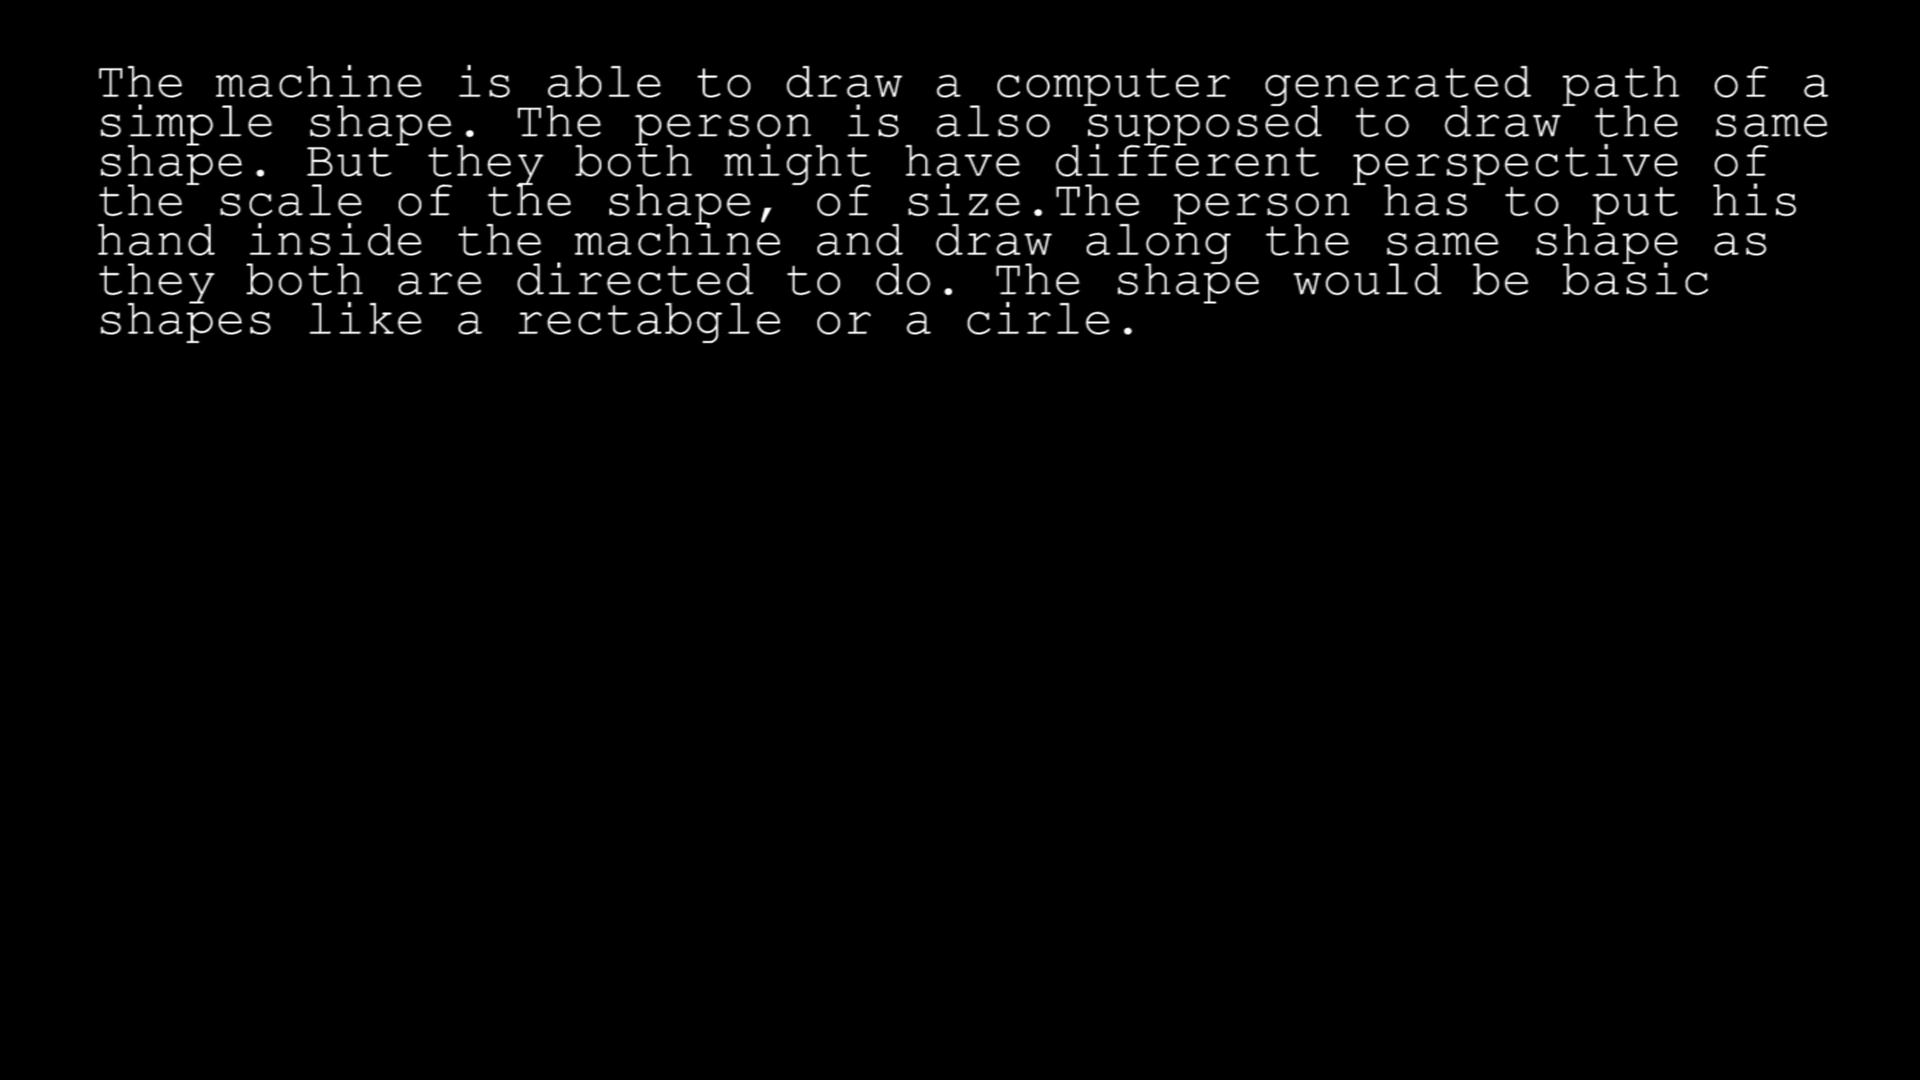 The machine is able to draw a computer generated path of a
simple shape. The person is also supposed to draw the same
shape. But they both might have different perspective of
the scale of the shape, of size.The person has to put his
hand inside the machine and draw along the same shape as
they both are directed to do. The shape would be basic
shapes like a rectabgle or a cirle.